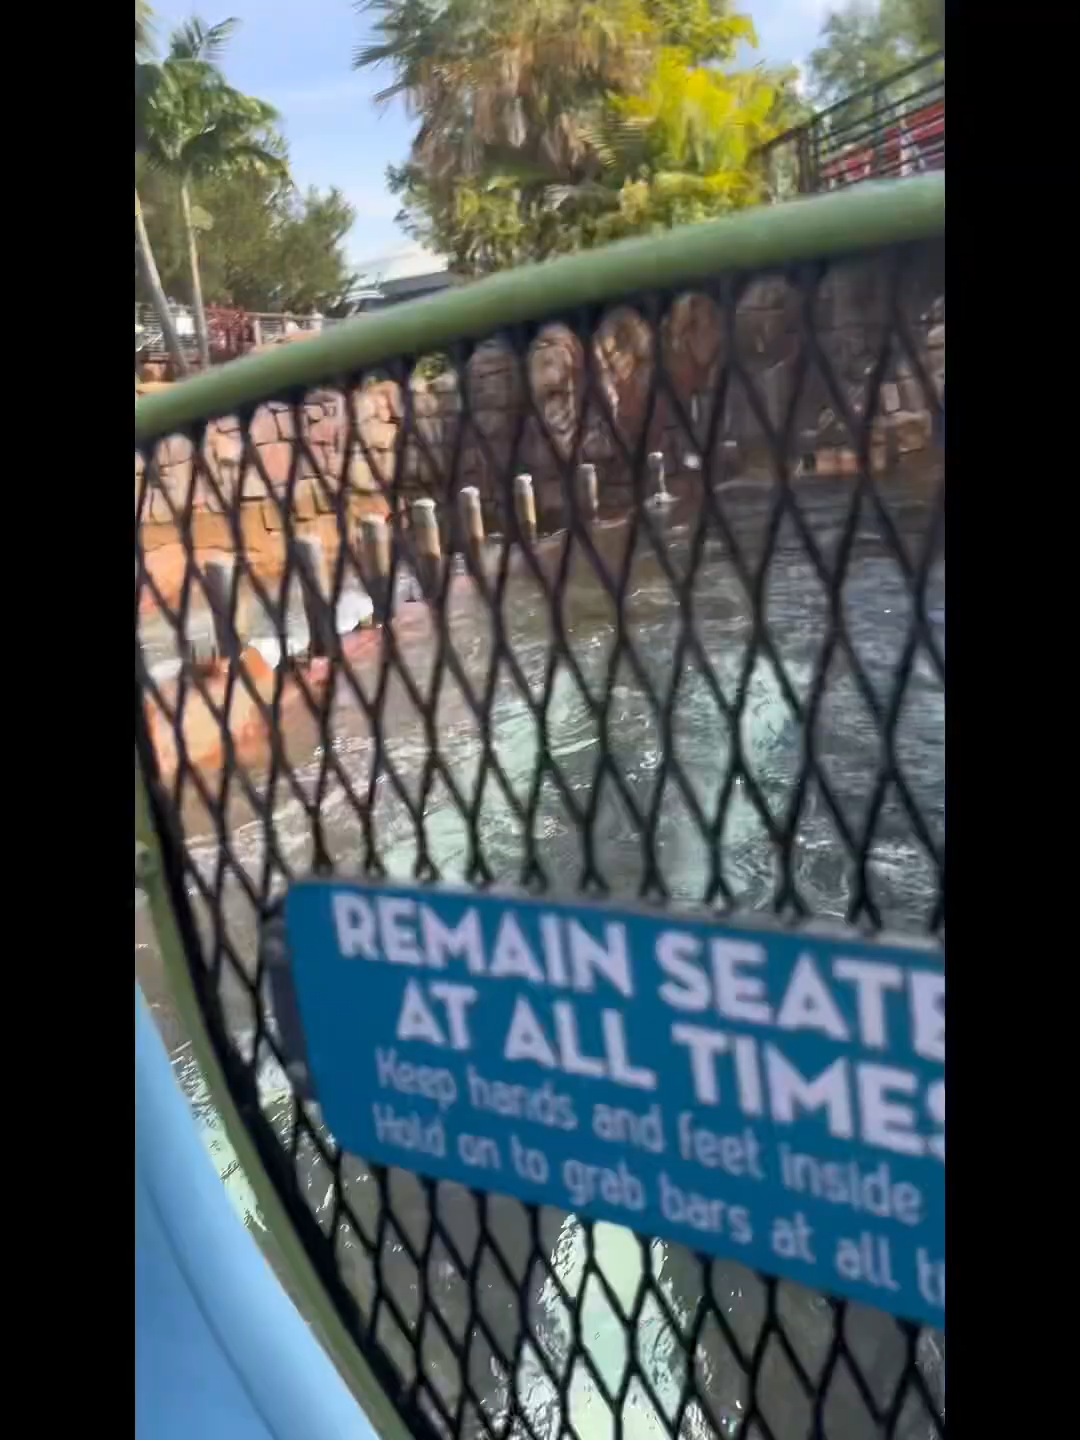 REMAIN SEATE
AT ALL TIMES
Keep hands and feet inside
Hold on to grab bars at all